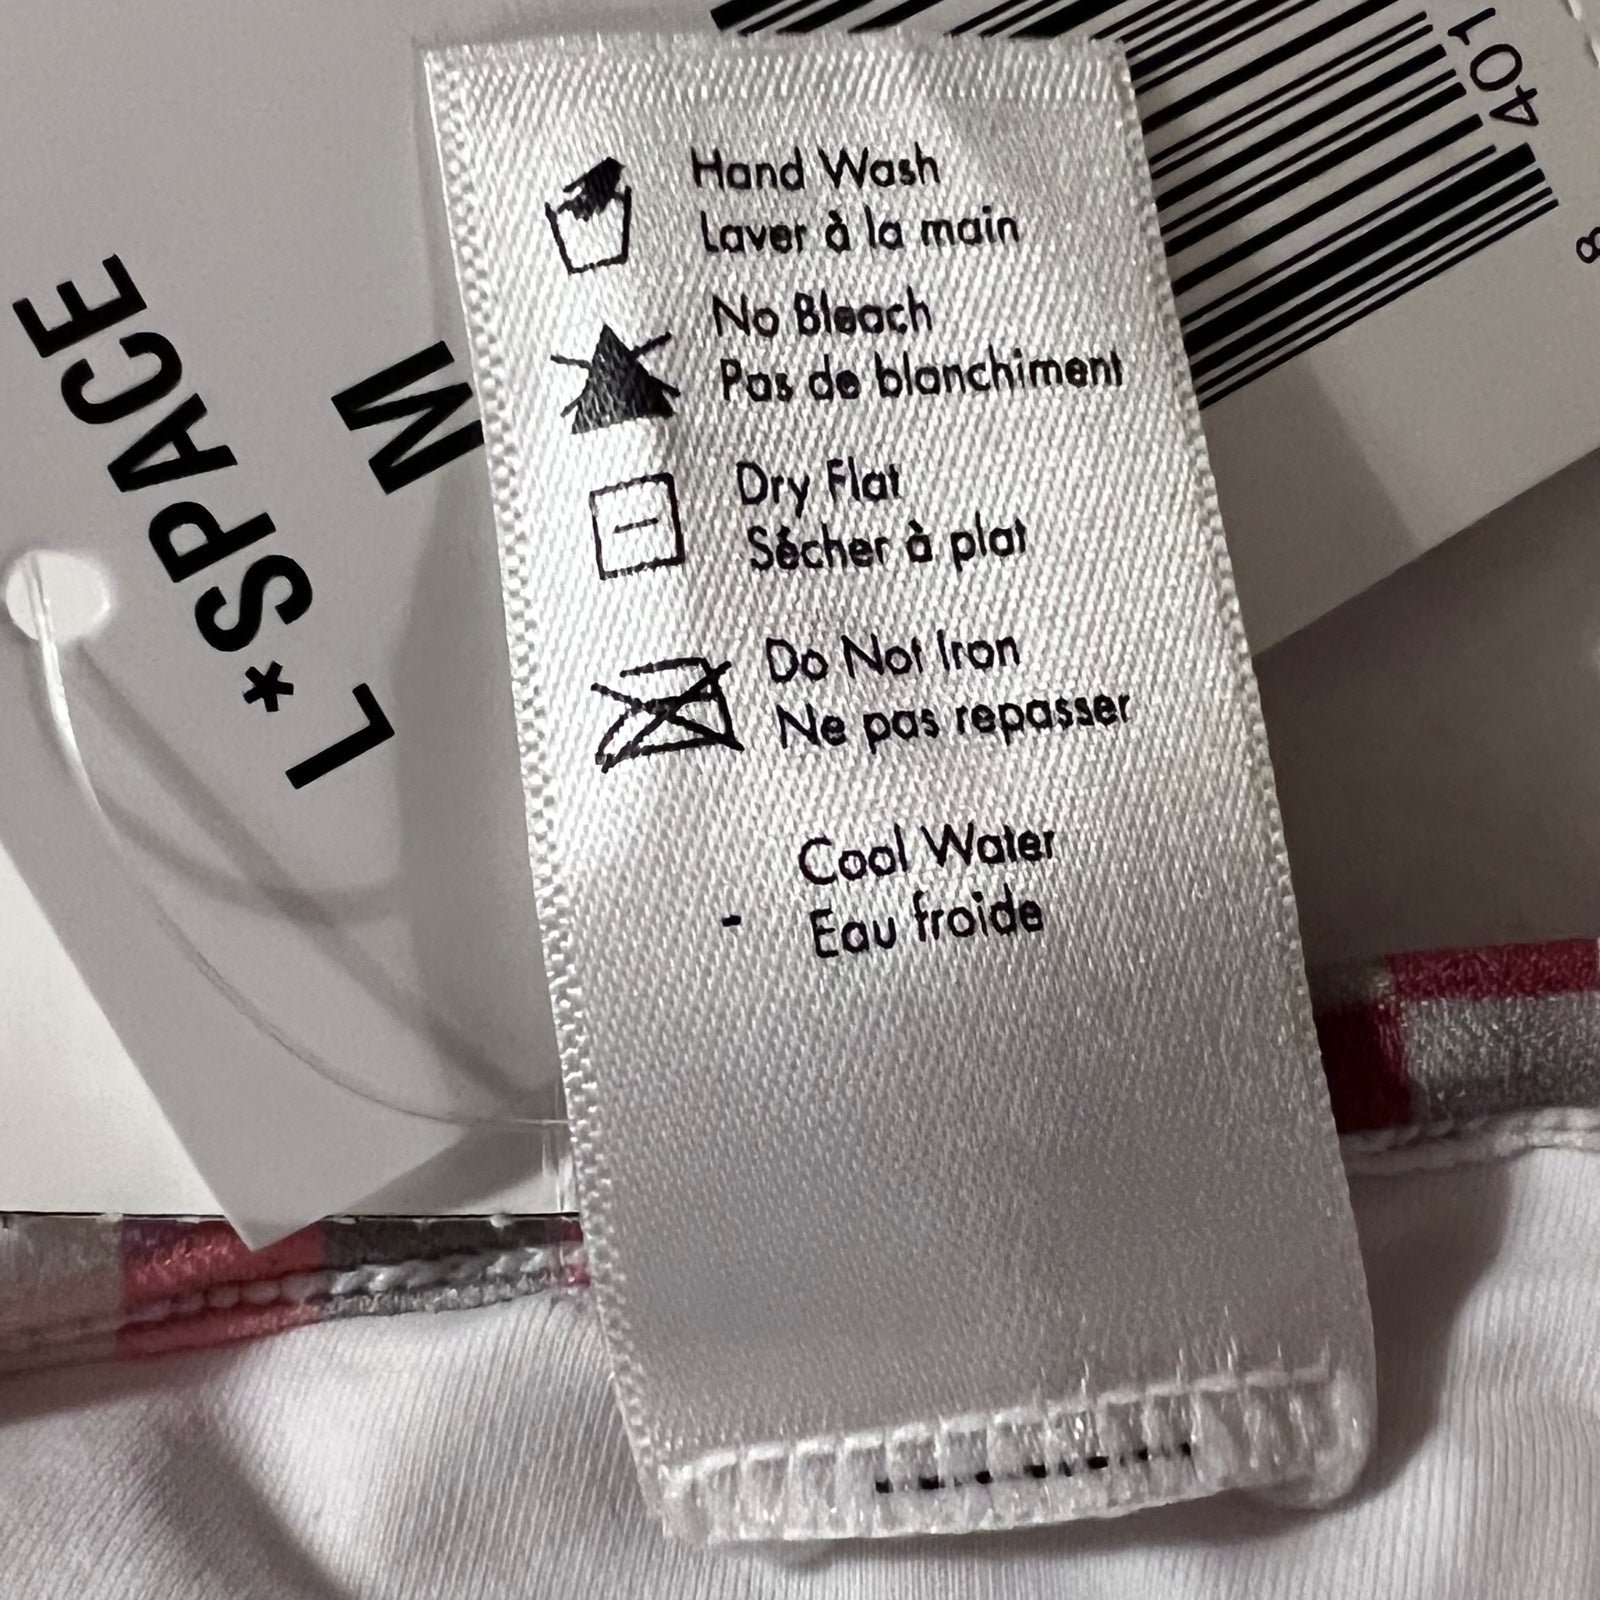 Hand Wash
Laver à la main
No Bleach
Pas de blanchiment
Dry Flat
Sécher à plat
Do Not Iron
Ne pas repasser
Cool Water
- Eau froide
L*SPACE
M
401
8